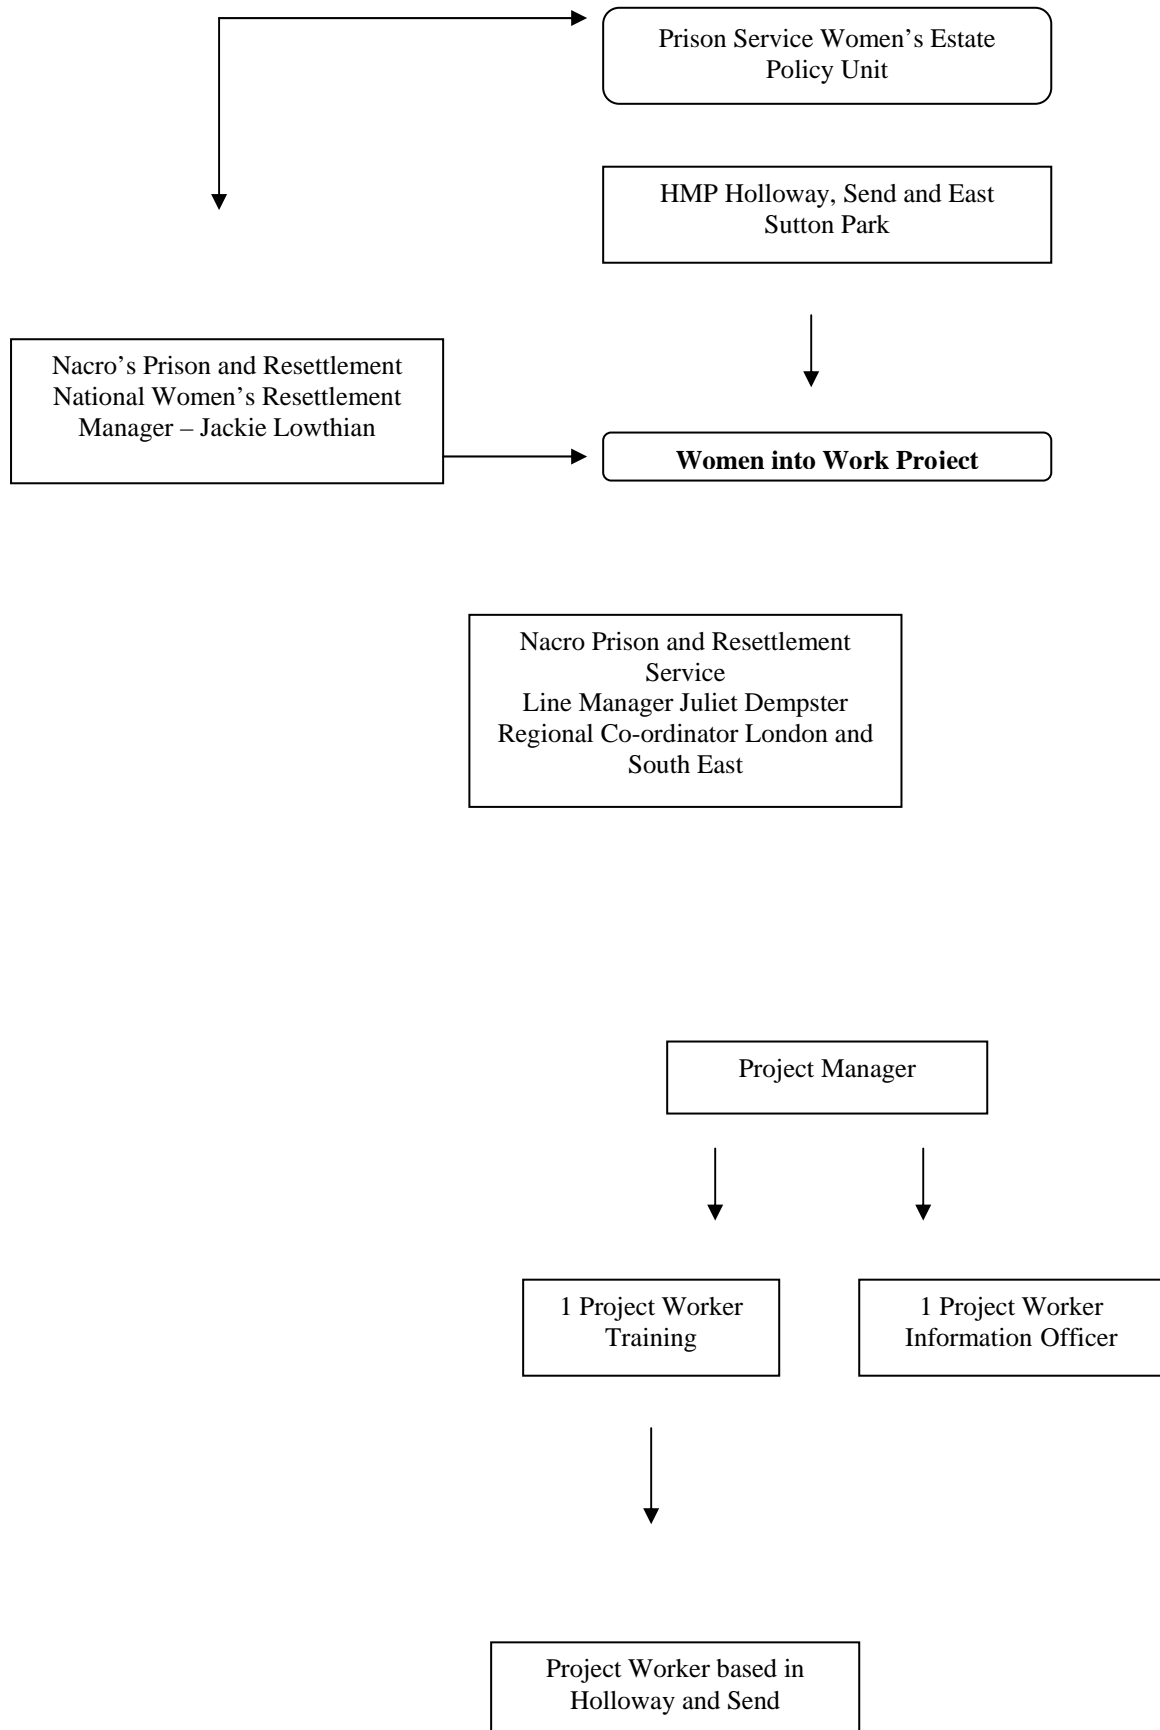 Prison Service Women's Estate
Policy Unit
HMP Holloway, Send and East
Sutton Park
Nacro's Prison and Resettlement
National Women's Resettlement
Manager – Jackie Lowthian
Women into Work Project
Nacro Prison and Resettlement
Service
Line Manager Juliet Dempster
Regional Co-ordinator London and
South East
Project Manager
1 Project Worker
Training
1 Project Worker
Information Officer
Project Worker based in
Holloway and Send